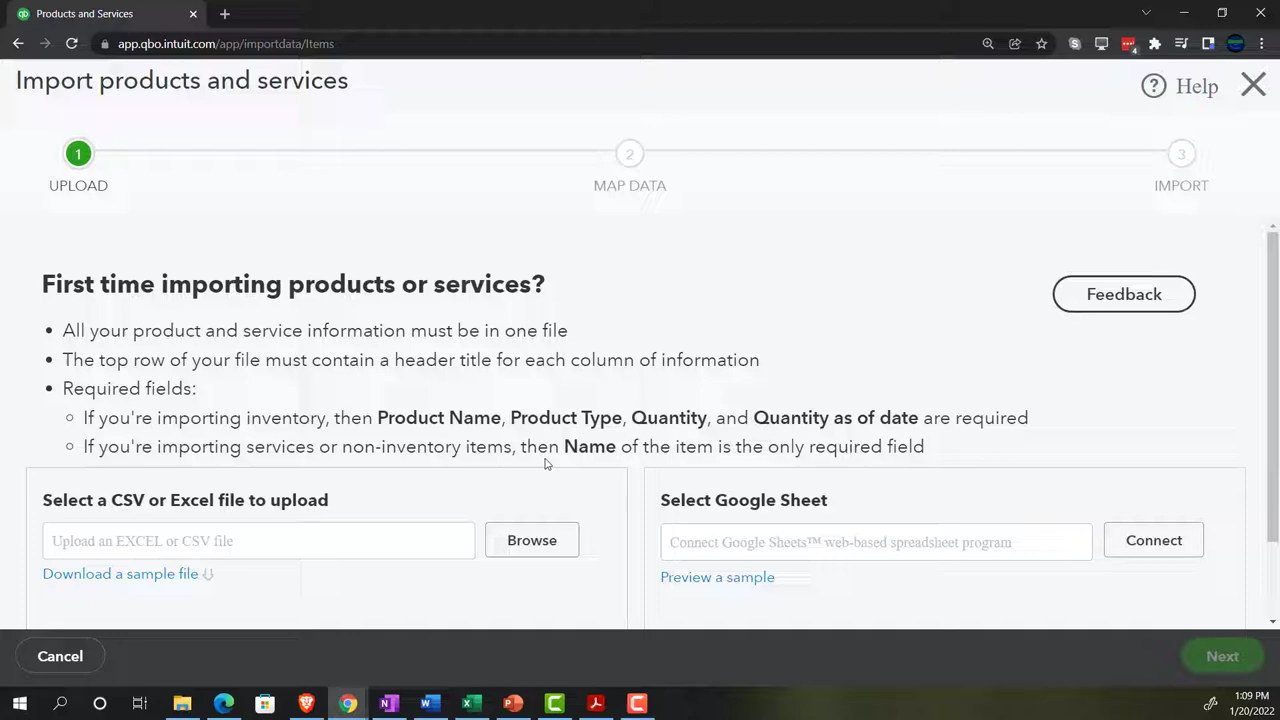 Products and Services
app.qbo.intuit.com/app/importdata/Items
4
Import products and services
? Help
1
2
3
UPLOAD
MAP DATA
IMPORT
First time importing products or services?
Feedback
• All your product and service information must be in one file
• The top row of your file must contain a header title for each column of information
• Required fields:
○ If you're importing inventory, then Product Name, Product Type, Quantity, and Quantity as of date are required
○ If you're importing services or non-inventory items, then Name of the item is the only required field
Select a CSV or Excel file to upload
Upload an EXCEL or CSV file
Browse
Download a sample file
Select Google Sheet
Connect Google Sheets™ web-based spreadsheet program
Connect
Preview a sample
Cancel
Next
1:09 PM
1/20/2022